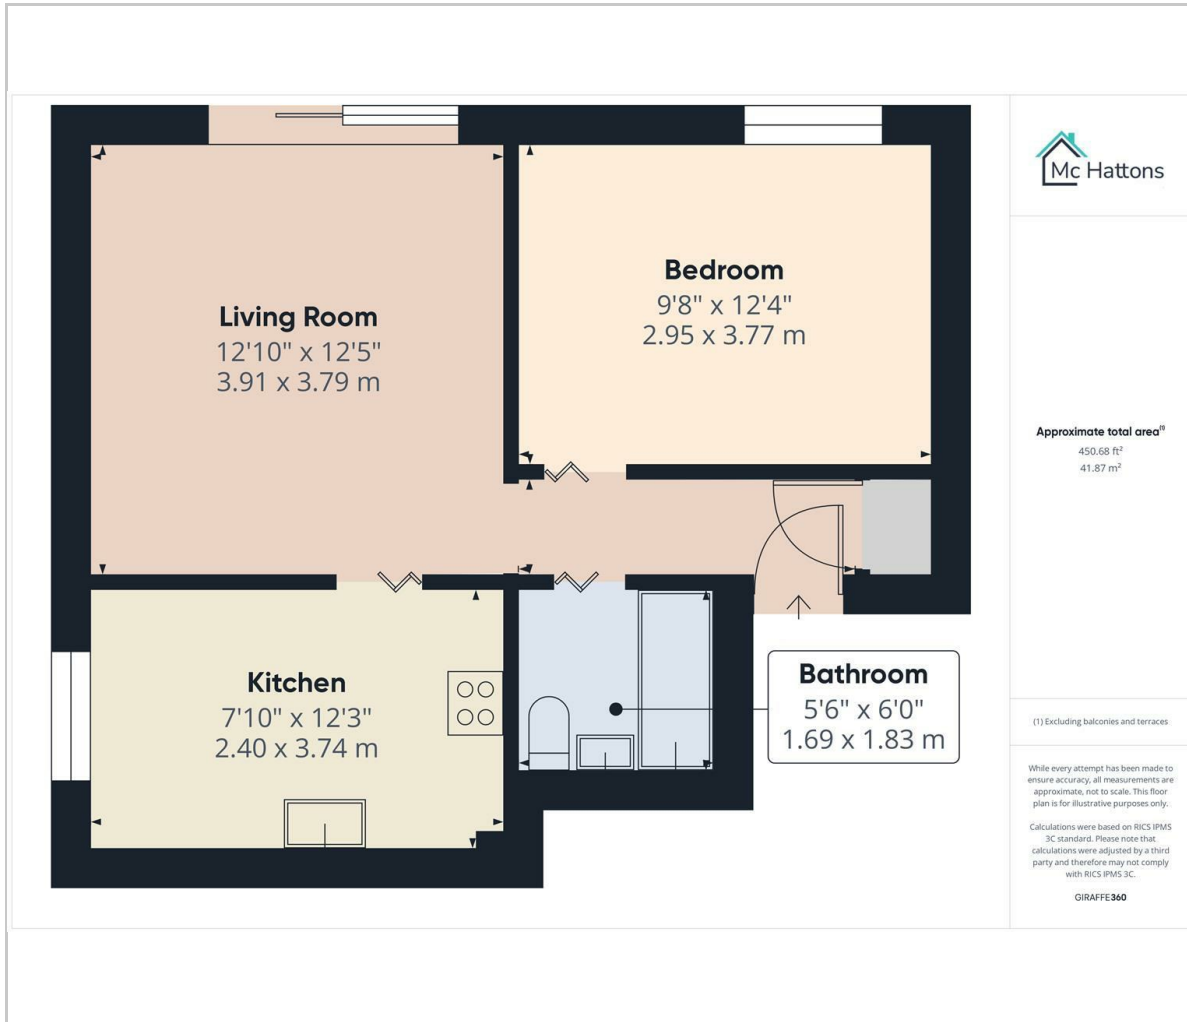 Living Room
12'10" x 12'5"
3.91 x 3.79 m
Bedroom
9'8" x 12'4"
2.95 x 3.77 m
Kitchen
7'10" x 12'3"
2.40 x 3.74 m
Bathroom
5'6" x 6'0"
1.69 x 1.83 m
Mc Hattons
Approximate total area⁽¹⁾
450.68 ft²
41.87 m²
(1) Excluding balconies and terraces
While every attempt has been made to
ensure accuracy, all measurements are
approximate, not to scale. This floor
plan is for illustrative purposes only.
Calculations were based on RICS IPMS
3C standard. Please note that
calculations were adjusted by a third
party and therefore may not comply
with RICS IPMS 3C.
GIRAFFE360